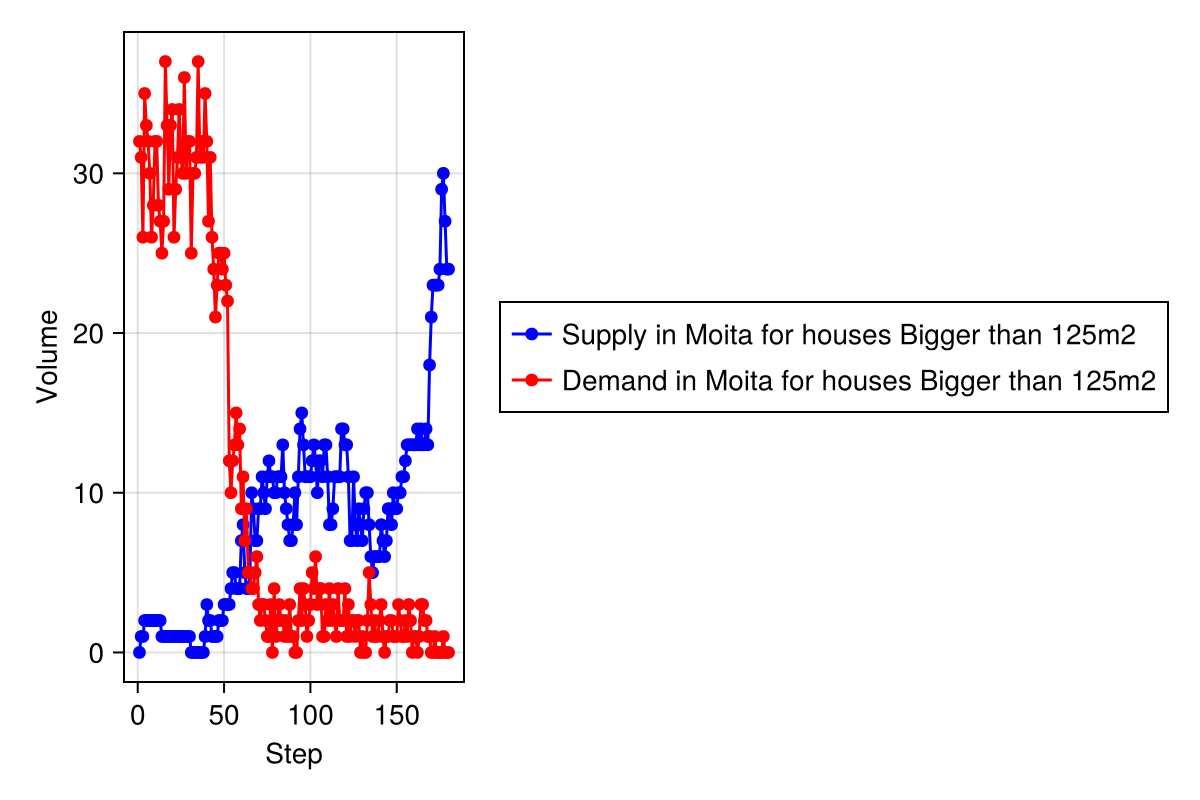 30
20
10
0
Volume
0 50 100 150
Step
Supply in Moita for houses Bigger than 125m2
Demand in Moita for houses Bigger than 125m2